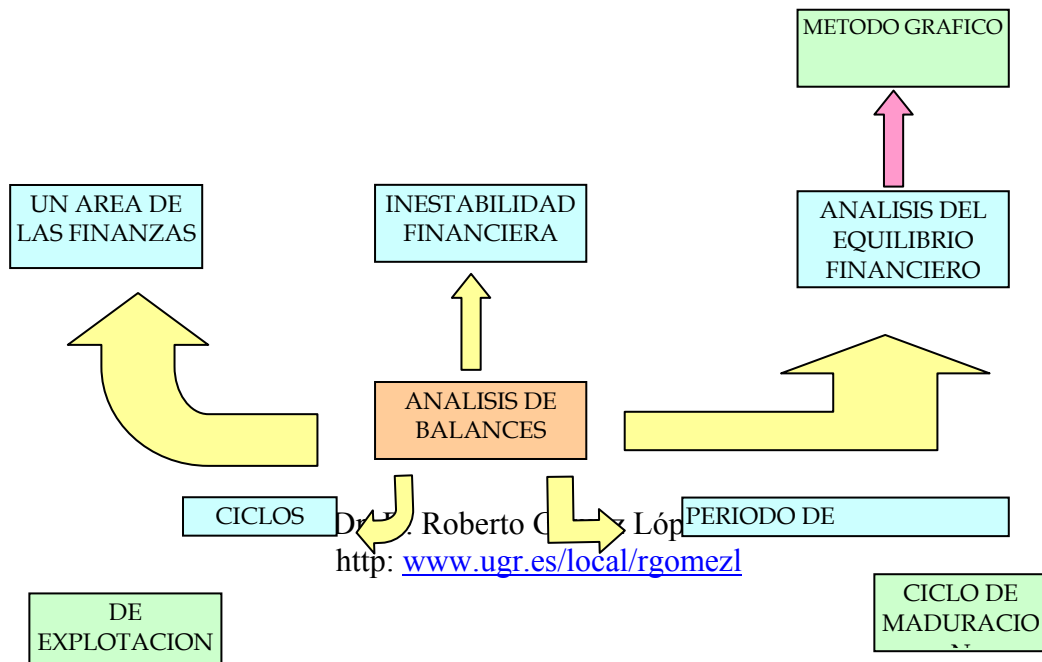 METODO GRAFICO
UN AREA DE
LAS FINANZAS
INESTABILIDAD
FINANCIERA
ANALISIS DEL
EQUILIBRIO
FINANCIERO
ANALISIS DE
BALANCES
CICLOS
PERIODO DE
Roberto
http: www.ugr.es/local/rgomezl
DE
EXPLOTACION
CICLO DE
MADURACIO